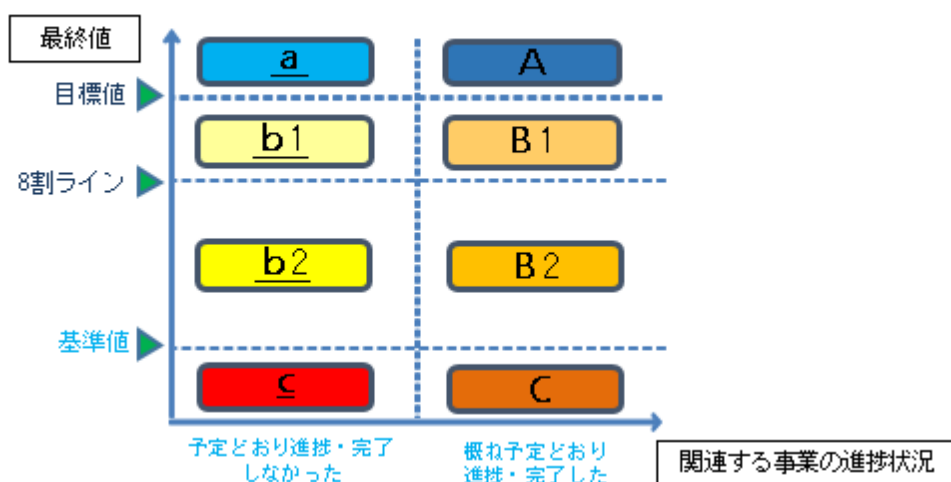 最終値
a
A
目標値
b1
B1
8割ライン
b2
B2
基準値
c
C
予定どおり進捗・完了
しなかった
概ね予定どおり
進捗・完了した
関連する事業の進捗状況